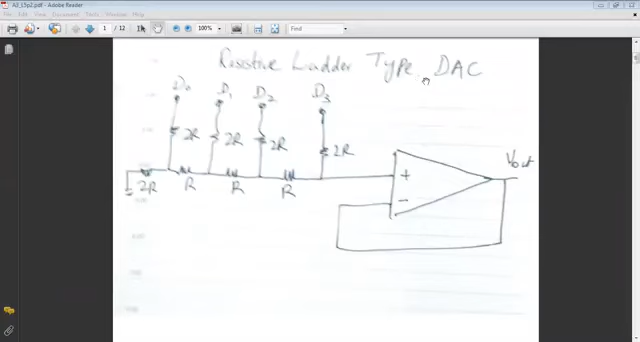 A3_L5p2.pdf - Adobe Reader
File Edit View Document Tools Window Help
1 / 12 100% Find
Resistive Ladder Type DAC
D0 D1 D2 D3
2R 2R 2R 2R
2R R R R
+
-
Vout